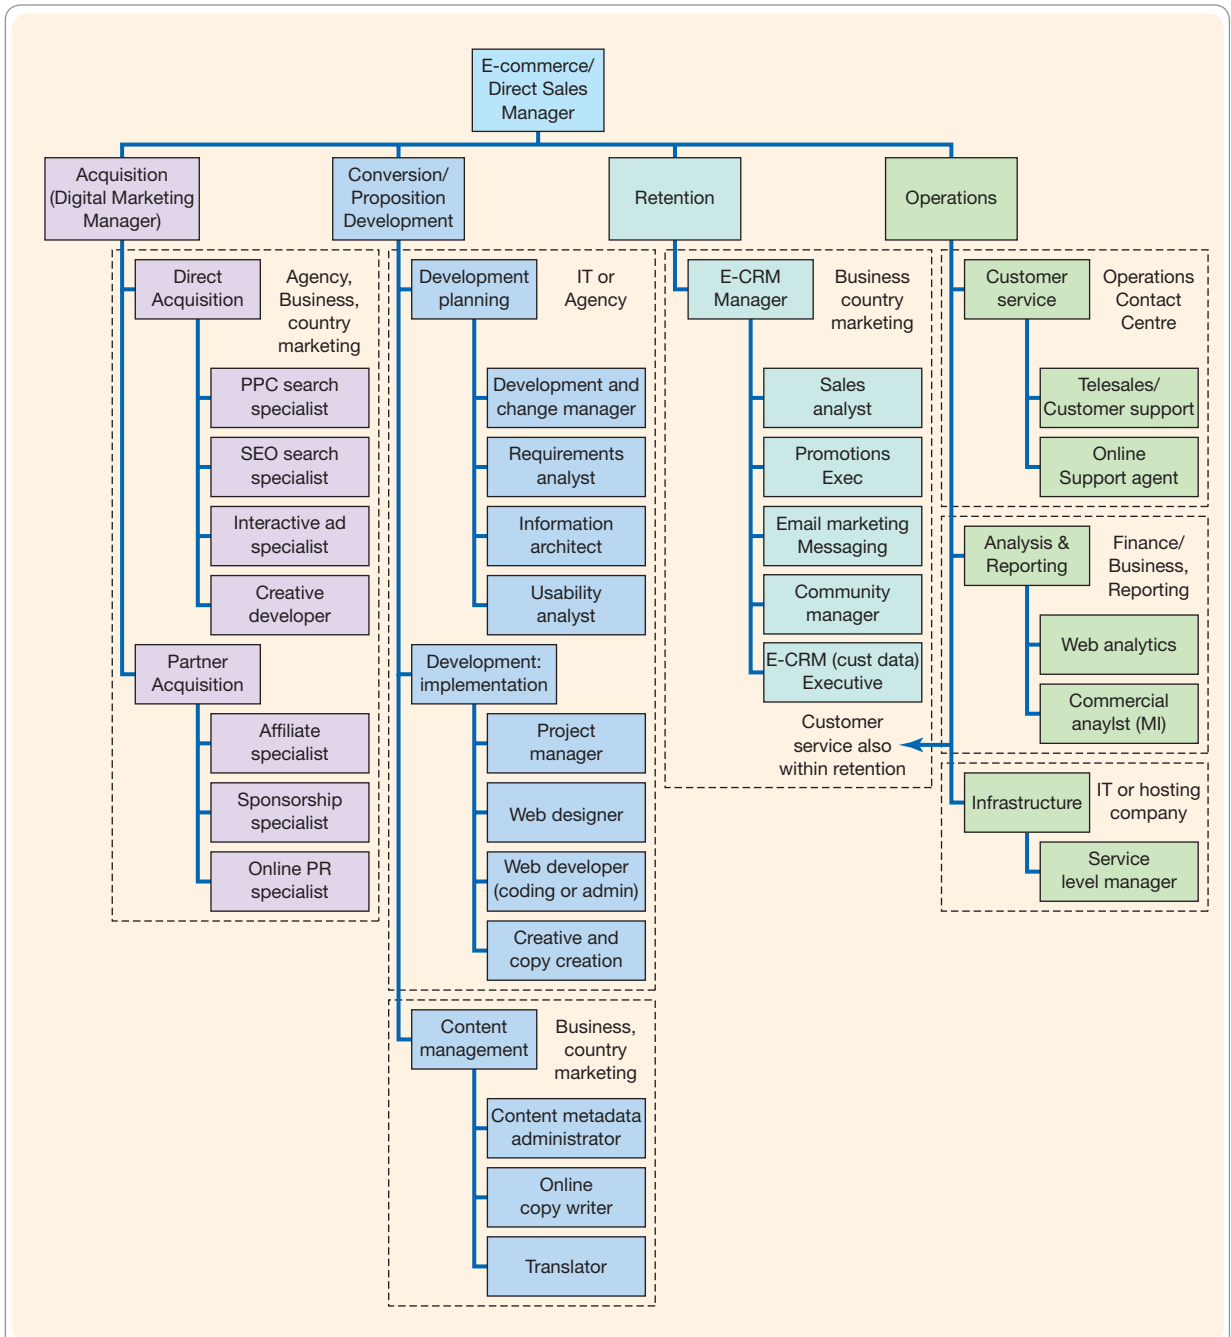 E-commerce/
Direct Sales
Manager
Acquisition
(Digital Marketing
Manager)
Conversion/
Proposition
Development
Retention
Operations
Direct
Acquisition
Agency,
Business,
country
marketing
PPC search
specialist
SEO search
specialist
Interactive ad
specialist
Creative
developer
Partner
Acquisition
Affiliate
specialist
Sponsorship
specialist
Online PR
specialist
Development
planning
IT or
Agency
Development and
change manager
Requirements
analyst
Information
architect
Usability
analyst
Development:
implementation
Project
manager
Web designer
Web developer
(coding or admin)
Creative and
copy creation
Content
management
Business,
country
marketing
Content metadata
administrator
Online
copy writer
Translator
E-CRM
Manager
Business
country
marketing
Sales
analyst
Promotions
Exec
Email marketing
Messaging
Community
manager
E-CRM (cust data)
Executive
Customer
service also
within retention
Customer
service
Operations
Contact
Centre
Telesales/
Customer support
Online
Support agent
Analysis &
Reporting
Finance/
Business,
Reporting
Web analytics
Commercial
anaylst (MI)
Infrastructure
IT or hosting
company
Service
level manager